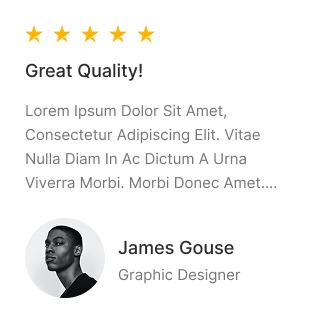 Great Quality!
Lorem Ipsum Dolor Sit Amet,
Consectetur Adipiscing Elit. Vitae
Nulla Diam In Ac Dictum A Urna
Viverra Morbi. Morbi Donec Amet....
James Gouse
Graphic Designer